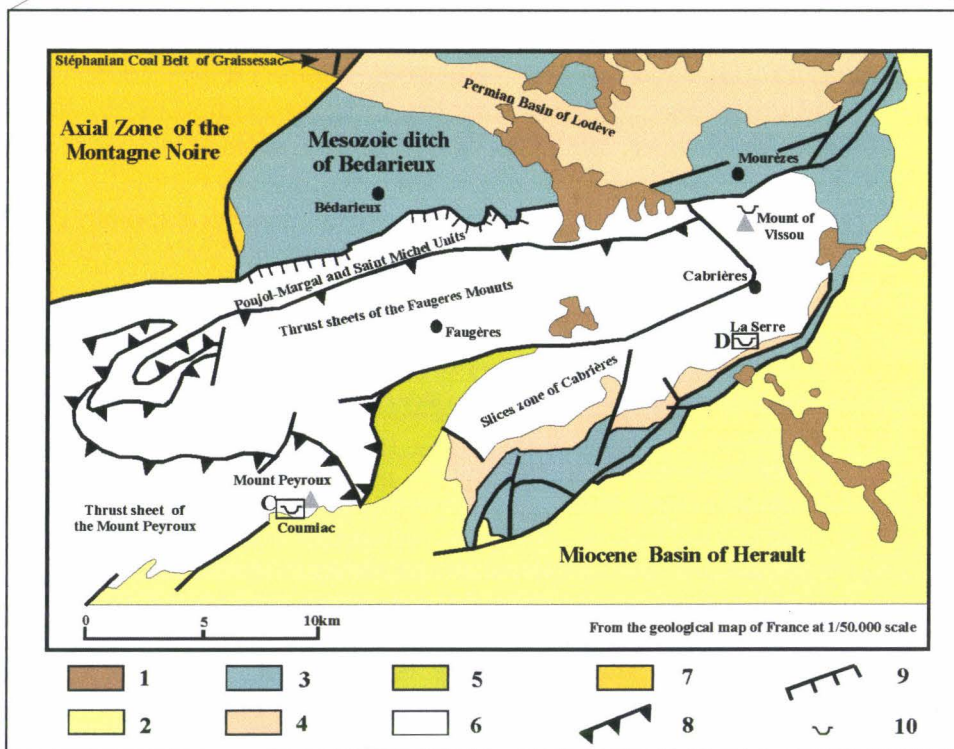 Stéphanian Coal Belt of Graissessac
Permian Basin of Lodève
Axial Zone of the
Montagne Noire
Mesozoic ditch
of Bedarieux
Mourèzes
Bédarieux
Mount of
Vissou
Poujol-Margal and Saint Michel Units
Cabrières
Thrust sheets of the Faugeres Mounts
Faugères
La Serre
D
Slices zone of Cabrières
Mount Peyroux
C
Coumiac
Thrust sheet
of the Mount Peyroux
Miocene Basin of Herault
0 5 10km
From the geological map of France at 1/50.000 scale
1 3 5 7 9
2 4 6 8 10